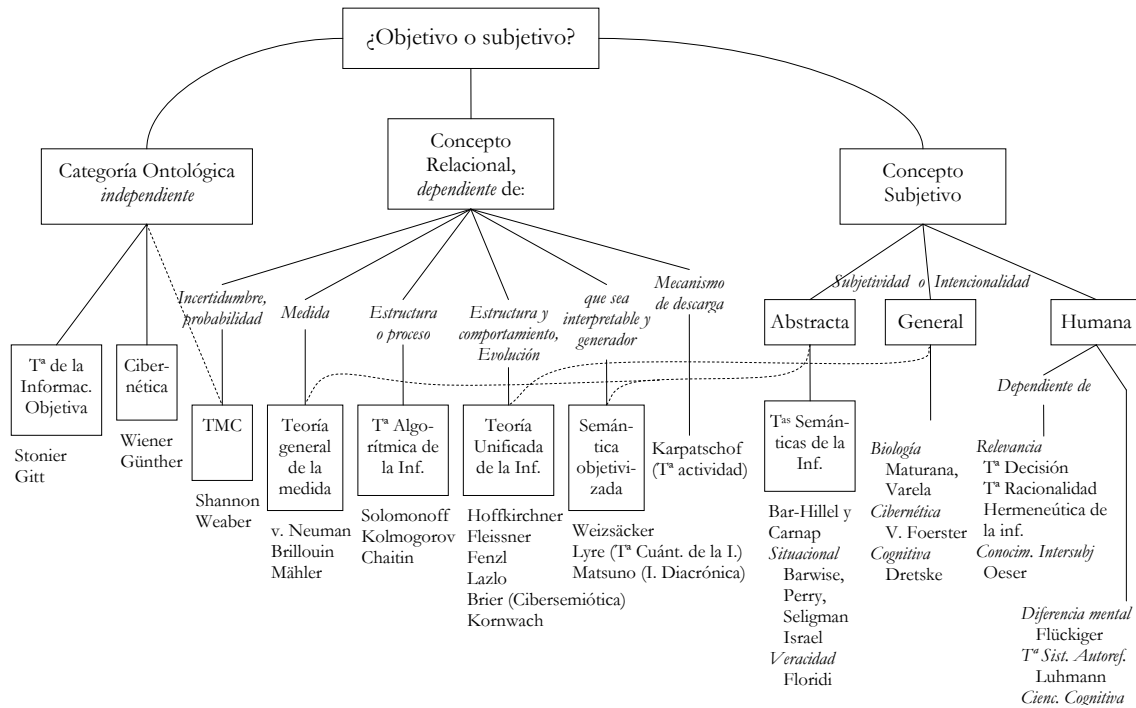 ¿Objetivo o subjetivo?
Categoría Ontológica
independiente
Concepto
Relacional,
dependiente de:
Concepto
Subjetivo
Incertidumbre,
probabilidad
Medida
Estructura
o proceso
Estructura y
comportamiento,
Evolución
que sea
interpretable y
generador
Mecanismo
de descarga
Subjetividad o Intencionalidad
Abstracta
General
Humana
Dependiente de
Tª de la
Informac.
Objetiva
Stonier
Gitt
Ciber-
nética
Wiener
Günther
TMC
Shannon
Weaber
Teoría
general
de la
medida
v. Neuman
Brillouin
Mähler
Tª Algo-
rítmica de
la Inf.
Solomonoff
Kolmogorov
Chaitin
Teoría
Unificada
de la Inf.
Hoffkirchner
Fleissner
Fenzl
Lazlo
Brier (Cibersemiótica)
Kornwach
Semán-
tica
objetivi-
zada
Weizsäcker
Lyre (Tª Cuánt. de la I.)
Matsuno (I. Diacrónica)
Karpatschof
(Tª actividad)
Tas Semán-
ticas de la
Inf.
Bar-Hillel y
Carnap
Situacional
Barwise,
Perry,
Seligman
Israel
Veracidad
Floridi
Biología
Maturana,
Varela
Cibernética
V. Foerster
Cognitiva
Dretske
Relevancia
Tª Decisión
Tª Racionalidad
Hermeneútica de
la inf.
Conocim. Intersubj
Oeser
Diferencia mental
Flückiger
Tª Sist. Autoref.
Luhmann
Cienc. Cognitiva